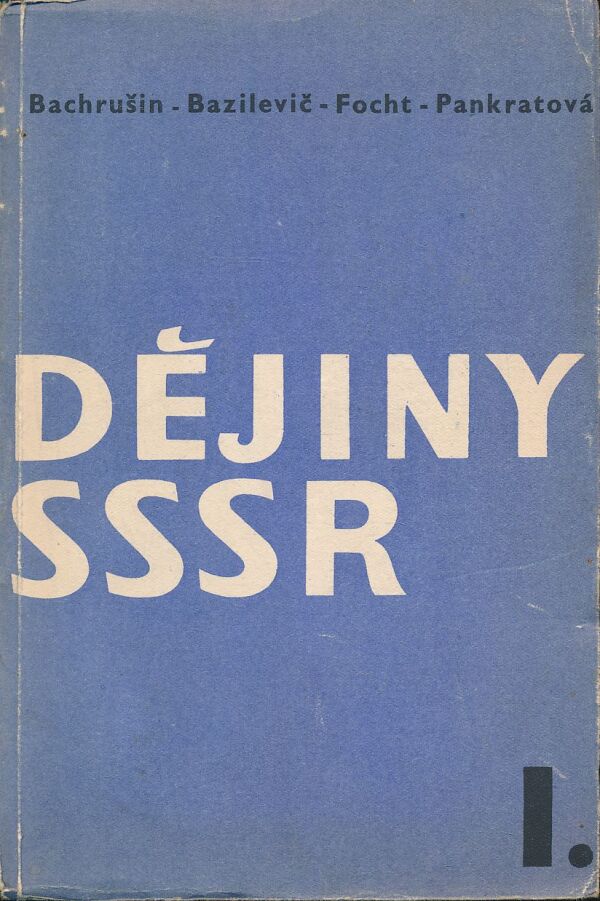 Bachrušin - Bazilevič - Focht - Pankratová
DĚJINY
SSSR
I.